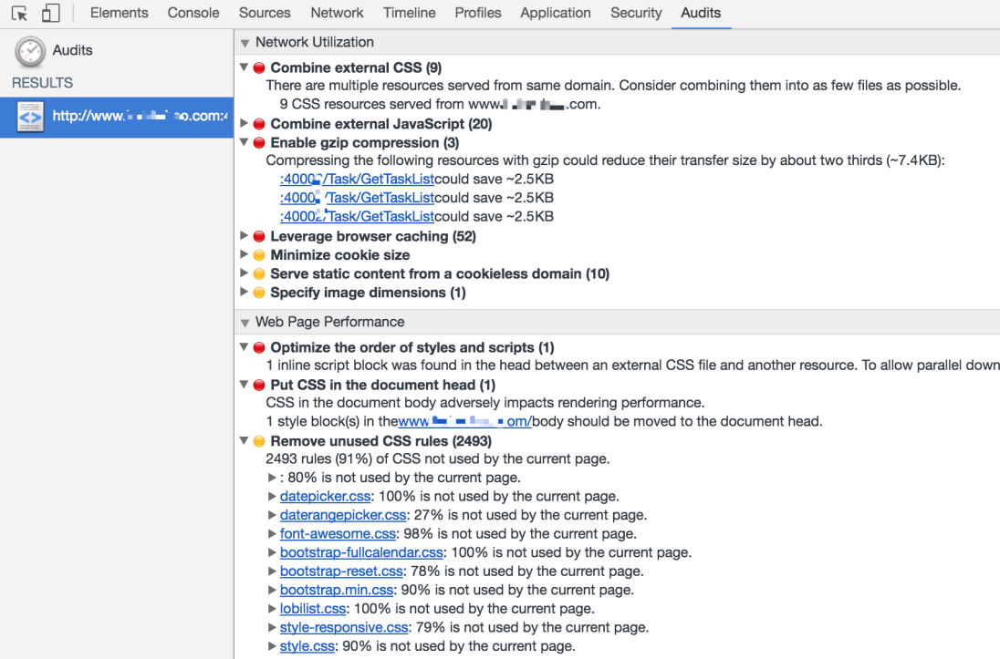 Elements Console Sources Network Timeline Profiles Application Security Audits
Audits
RESULTS
http://www. .com:4
Network Utilization
Combine external CSS (9)
There are multiple resources served from same domain. Consider combining them into as few files as possible.
9 CSS resources served from www. .com.
Combine external JavaScript (20)
Enable gzip compression (3)
Compressing the following resources with gzip could reduce their transfer size by about two thirds (~7.4KB):
:4000 /Task/GetTaskListcould save ~2.5KB
:4000 /Task/GetTaskListcould save ~2.5KB
:4000 /Task/GetTaskListcould save ~2.5KB
Leverage browser caching (52)
Minimize cookie size
Serve static content from a cookieless domain (10)
Specify image dimensions (1)
Web Page Performance
Optimize the order of styles and scripts (1)
1 inline script block was found in the head between an external CSS file and another resource. To allow parallel down
Put CSS in the document head (1)
CSS in the document body adversely impacts rendering performance.
1 style block(s) in thewww. om/body should be moved to the document head.
Remove unused CSS rules (2493)
2493 rules (91%) of CSS not used by the current page.
: 80% is not used by the current page.
datepicker.css: 100% is not used by the current page.
daterangepicker.css: 27% is not used by the current page.
font-awesome.css: 98% is not used by the current page.
bootstrap-fullcalendar.css: 100% is not used by the current page.
bootstrap-reset.css: 78% is not used by the current page.
bootstrap.min.css: 90% is not used by the current page.
lobilist.css: 100% is not used by the current page.
style-responsive.css: 79% is not used by the current page.
style.css: 90% is not used by the current page.